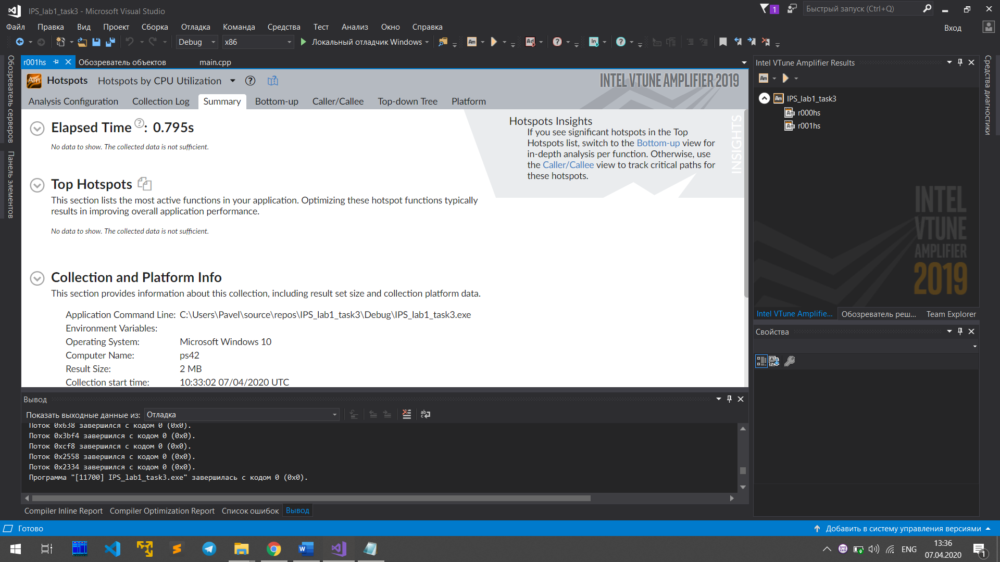 IPS_lab1_task3 - Microsoft Visual Studio
1
Быстрый запуск (Ctrl+Q)
Файл Правка Вид Проект Сборка Отладка Команда Средства Тест Анализ Окно Справка
Вход
Debug x86 Локальный отладчик Windows
Обозреватель серверов
Панель элементов
r001hs Обозреватель объектов main.cpp
Hotspots Hotspots by CPU Utilization
INTEL VTUNE AMPLIFIER 2019
Analysis Configuration Collection Log Summary Bottom-up Caller/Callee Top-down Tree Platform
Elapsed Time ?: 0.795s
No data to show. The collected data is not sufficient.
Hotspots Insights
If you see significant hotspots in the Top
Hotspots list, switch to the Bottom-up view for
in-depth analysis per function. Otherwise, use
the Caller/Callee view to track critical paths for
these hotspots.
INSIGHTS
Top Hotspots
This section lists the most active functions in your application. Optimizing these hotspot functions typically
results in improving overall application performance.
No data to show. The collected data is not sufficient.
Collection and Platform Info
This section provides information about this collection, including result set size and collection platform data.
Application Command Line: C:\Users\Pavel\source\repos\IPS_lab1_task3\Debug\IPS_lab1_task3.exe
Environment Variables:
Operating System: Microsoft Windows 10
Computer Name: ps42
Result Size: 2 MB
Collection start time: 10:33:02 07/04/2020 UTC
Intel VTune Amplifier Results
IPS_lab1_task3
r000hs
r001hs
INTEL
VTUNE
AMPLIFIER
2019
Intel VTune Amplifie... Обозреватель реш... Team Explorer
Средства диагностики
Свойства
Вывод
Показать выходные данные из: Отладка
Поток 0x638 завершился с кодом 0 (0x0).
Поток 0x3bf4 завершился с кодом 0 (0x0).
Поток 0xcf8 завершился с кодом 0 (0x0).
Поток 0x2558 завершился с кодом 0 (0x0).
Поток 0x2334 завершился с кодом 0 (0x0).
Программа "[11700] IPS_lab1_task3.exe" завершилась с кодом 0 (0x0).
Compiler Inline Report Compiler Optimization Report Список ошибок Вывод
Готово
Добавить в систему управления версиями
ENG
13:36
07.04.2020
1